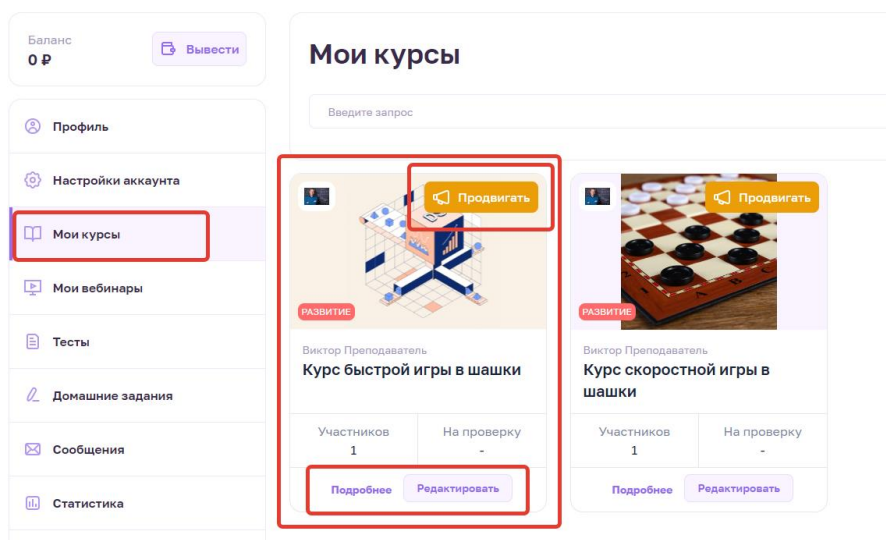 Баланс
0 ₽
Вывести
Профиль
Настройки аккаунта
Мои курсы
Мои вебинары
Тесты
Домашние задания
Сообщения
Статистика
Мои курсы
Введите запрос
Продвигать
РАЗВИТИЕ
Виктор Преподаватель
Курс быстрой игры в шашки
Участников
1
На проверку
-
Подробнее
Редактировать
Продвигать
РАЗВИТИЕ
Виктор Преподаватель
Курс скоростной игры в
шашки
Участников
1
На проверку
-
Подробнее
Редактировать